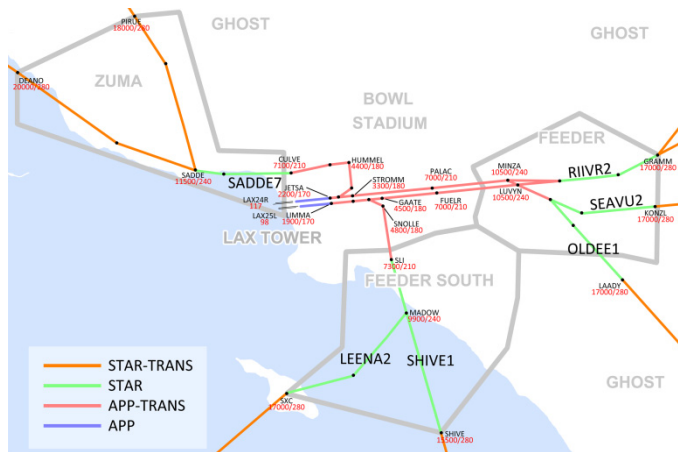 PIRUE
18000/280
GHOST
GHOST
DEANO
20000/280
ZUMA
BOWL
STADIUM
FEEDER
CULVE
7100/210
HUMMEL
4400/180
MINZA
10500/240
RIIVR2
GRAMM
17000/280
SADDE
11500/240
SADDE7
JETSA
2200/170
STROMM
3300/180
PALAC
7000/210
LUVYN
10500/240
SEAVU2
KONZL
17000/280
LAX24R
117
LAX25L
98
LIMMA
1900/170
GAATE
4500/180
FUELR
7000/210
SNOLLE
4800/180
LAX TOWER
OLDEE1
SLI
7300/210
FEEDER SOUTH
LAADY
17000/280
MADOW
9900/240
LEENA2
SHIVE1
GHOST
SXC
17000/280
SHIVE
15500/280
STAR-TRANS
STAR
APP-TRANS
APP